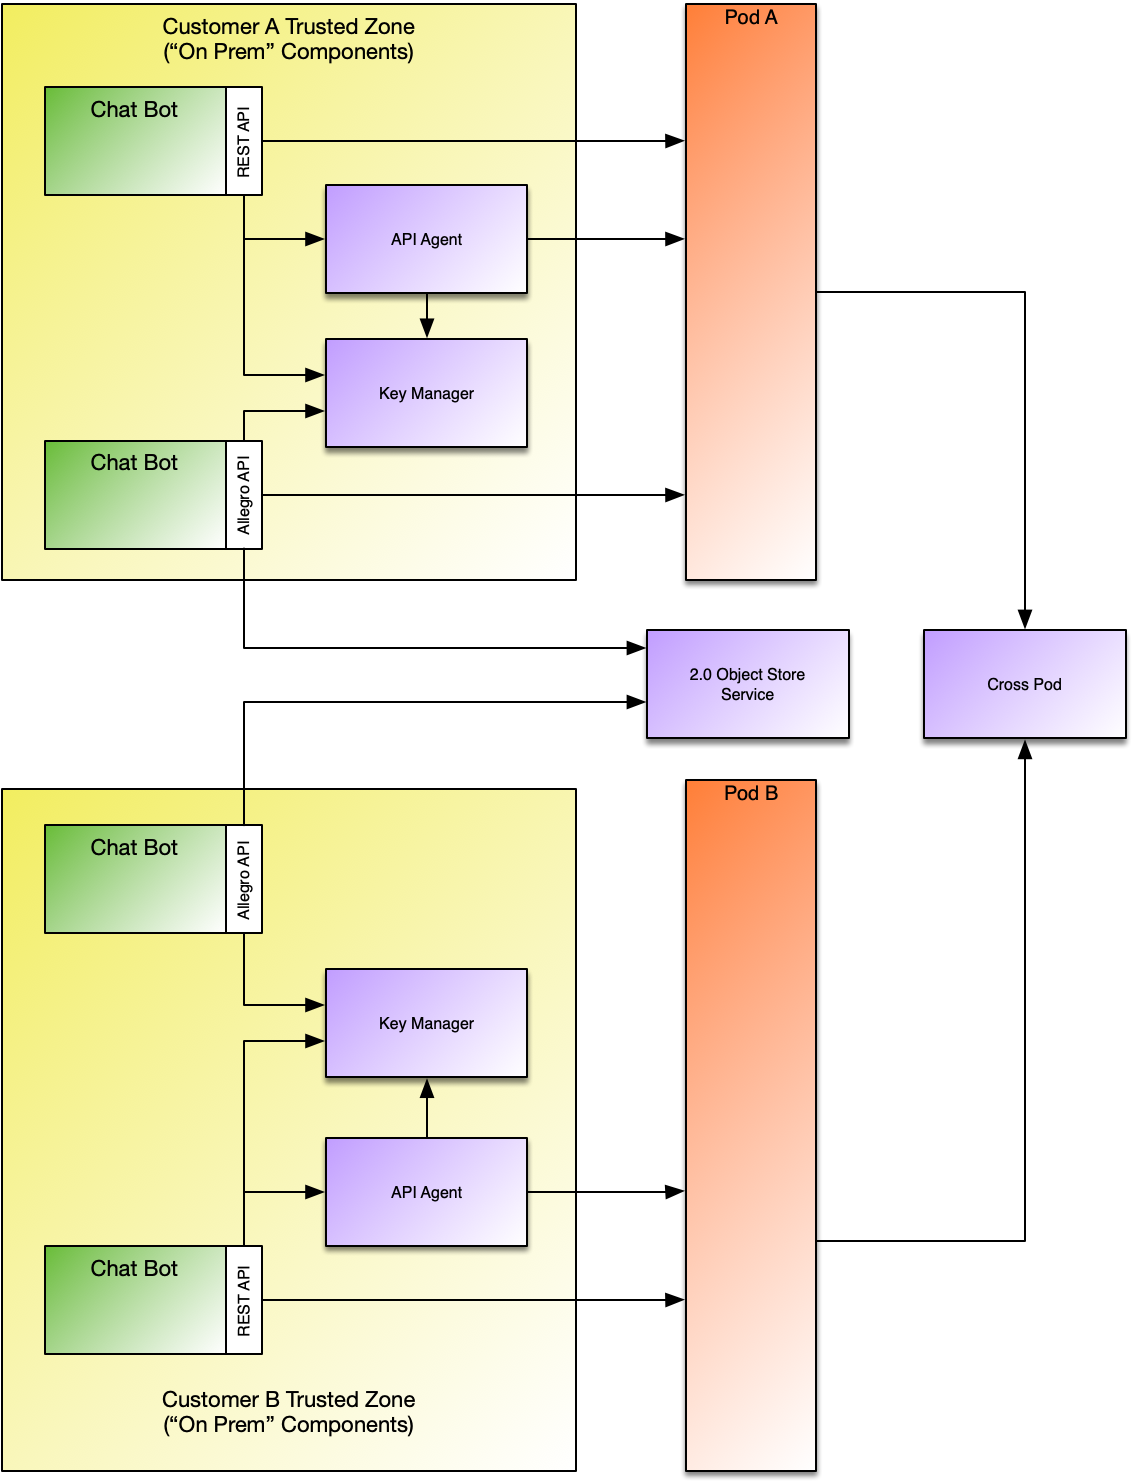 Customer A Trusted Zone
(“On Prem” Components)
Pod A
Chat Bot
REST API
API Agent
Key Manager
Chat Bot
Allegro API
2.0 Object Store
Service
Cross Pod
Pod B
Chat Bot
Allegro API
Key Manager
API Agent
Chat Bot
REST API
Customer B Trusted Zone
(“On Prem” Components)